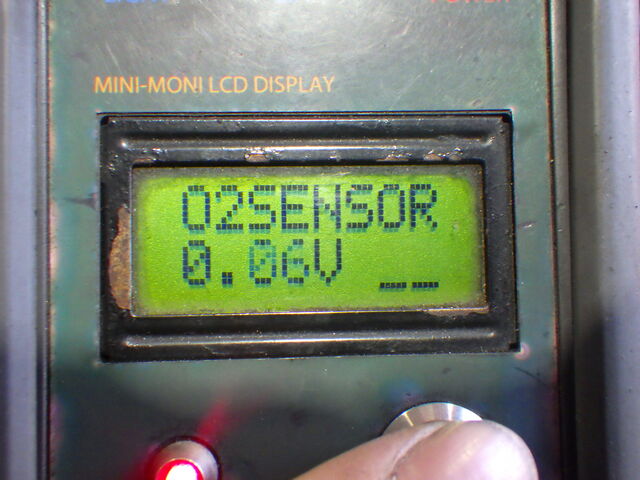 MINI-MONI LCD DISPLAY
O2SENSOR
0.06V __